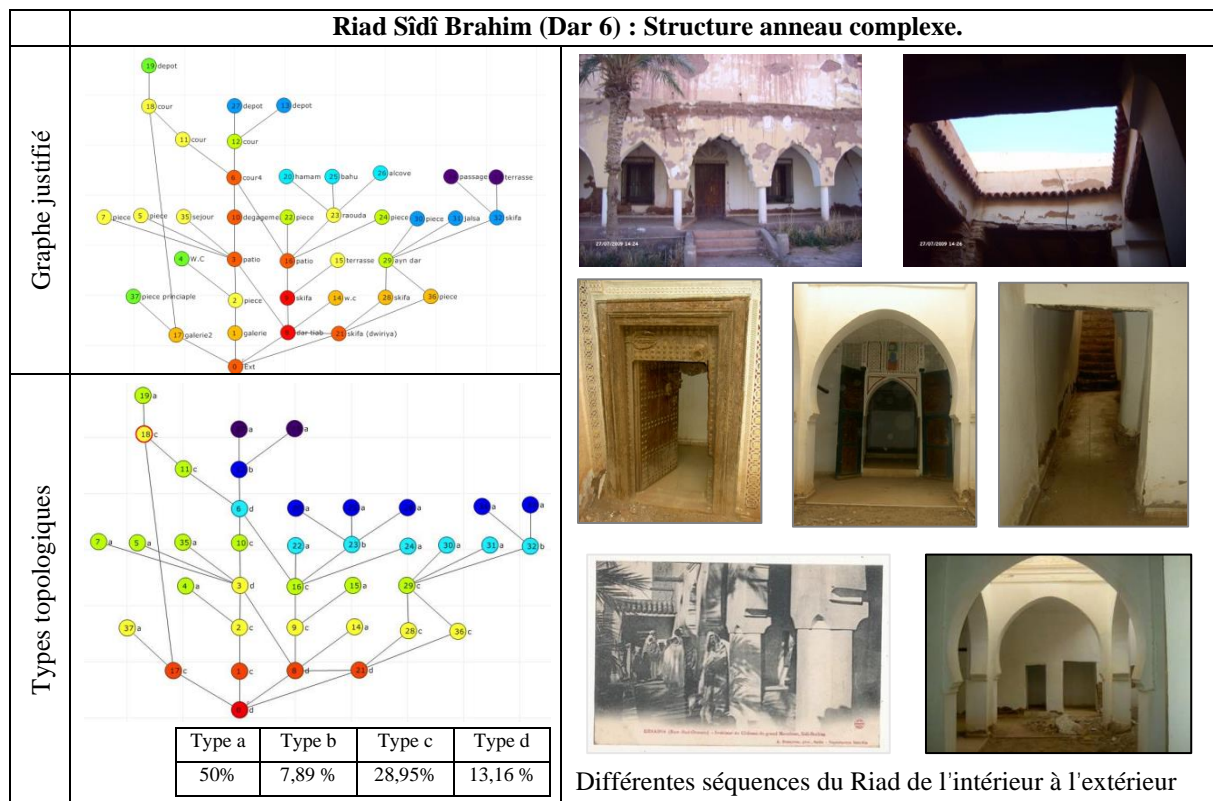 Riad Sîdî Brahim (Dar 6) : Structure anneau complexe.
Graphe justifié
19 depot
18 cour
27 depot
13 depot
11 cour
12 cour
6 cour4
20 hamam
25 bahu
26 alcove
passage
terrasse
7 piece
5 piece
35 sejour
10 degageme
22 piece
23 raouda
24 piece
30 piece
31 jalsa
32 skifa
4 W.C
3 patio
16 patio
15 terrasse
29 ayn dar
37 piece princiaple
2 piece
skifa
14 w.c
28 skifa
36 piece
17 galerie2
1 galerie
dar tiab
21 skifa (dwiriya)
0 Ext
27/07/2009 14:24
27/07/2009 14:26
Types topologiques
19 a
18 c
a
a
11 c
b
6 d
a
a
a
a
a
7 a
5 a
35 a
10 c
22 a
23 b
24 a
30 a
31 a
32 b
4 a
3 d
16 c
15 a
29 c
37 a
2 c
9 c
14 a
28 c
36 c
17 c
1 c
8 d
21 d
d
Type a Type b Type c Type d
50% 7,89 % 28,95% 13,16 %
KENADSA
Différentes séquences du Riad de l'intérieur à l'extérieur